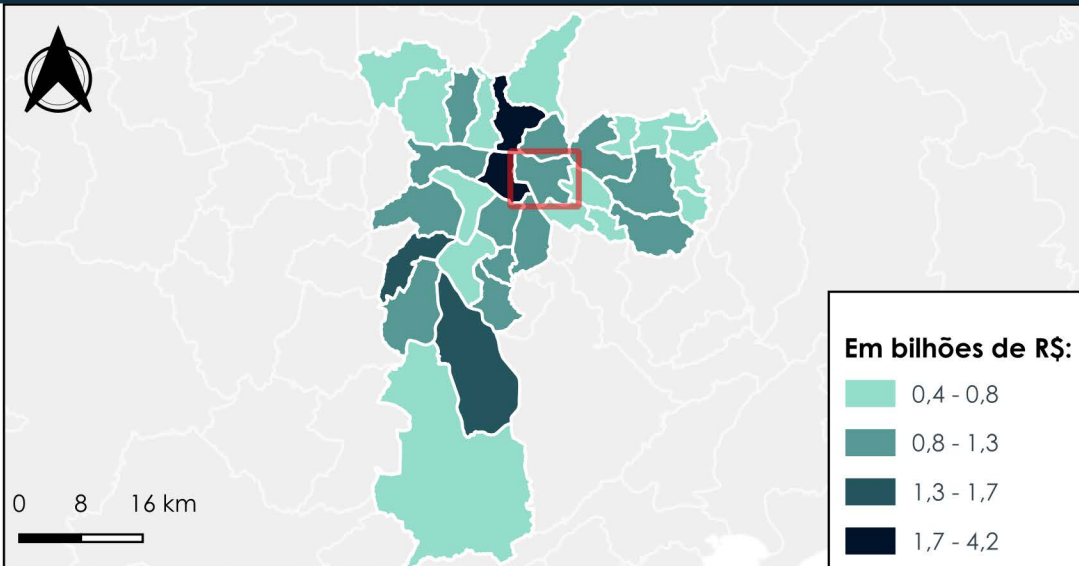 Em bilhões de R$:
0,4 - 0,8
0,8 - 1,3
1,3 - 1,7
1,7 - 4,2
0 8 16 km